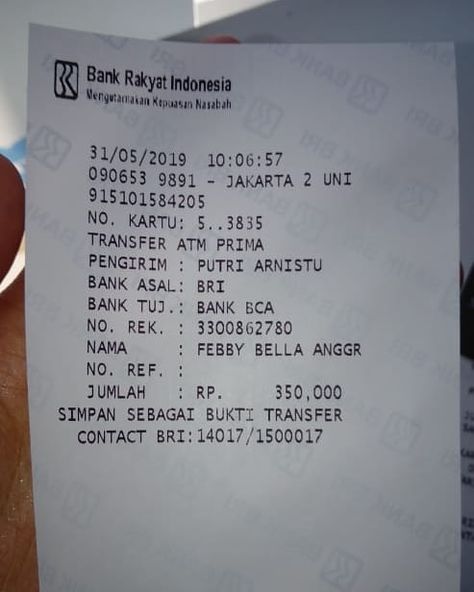 Bank Rakyat Indonesia
Mengutamakan Kepuasan Nasabah
31/05/2019 10:06:57
090653 9891 - JAKARTA 2 UNI
915101584205
NO. KARTU: 5..3835
TRANSFER ATM PRIMA
PENGIRIM : PUTRI ARNISTU
BANK ASAL: BRI
BANK TUJ.: BANK BCA
NO. REK. : 3300862780
NAMA : FEBBY BELLA ANGGR
NO. REF. :
JUMLAH : RP. 350,000
SIMPAN SEBAGAI BUKTI TRANSFER
CONTACT BRI:14017/1500017